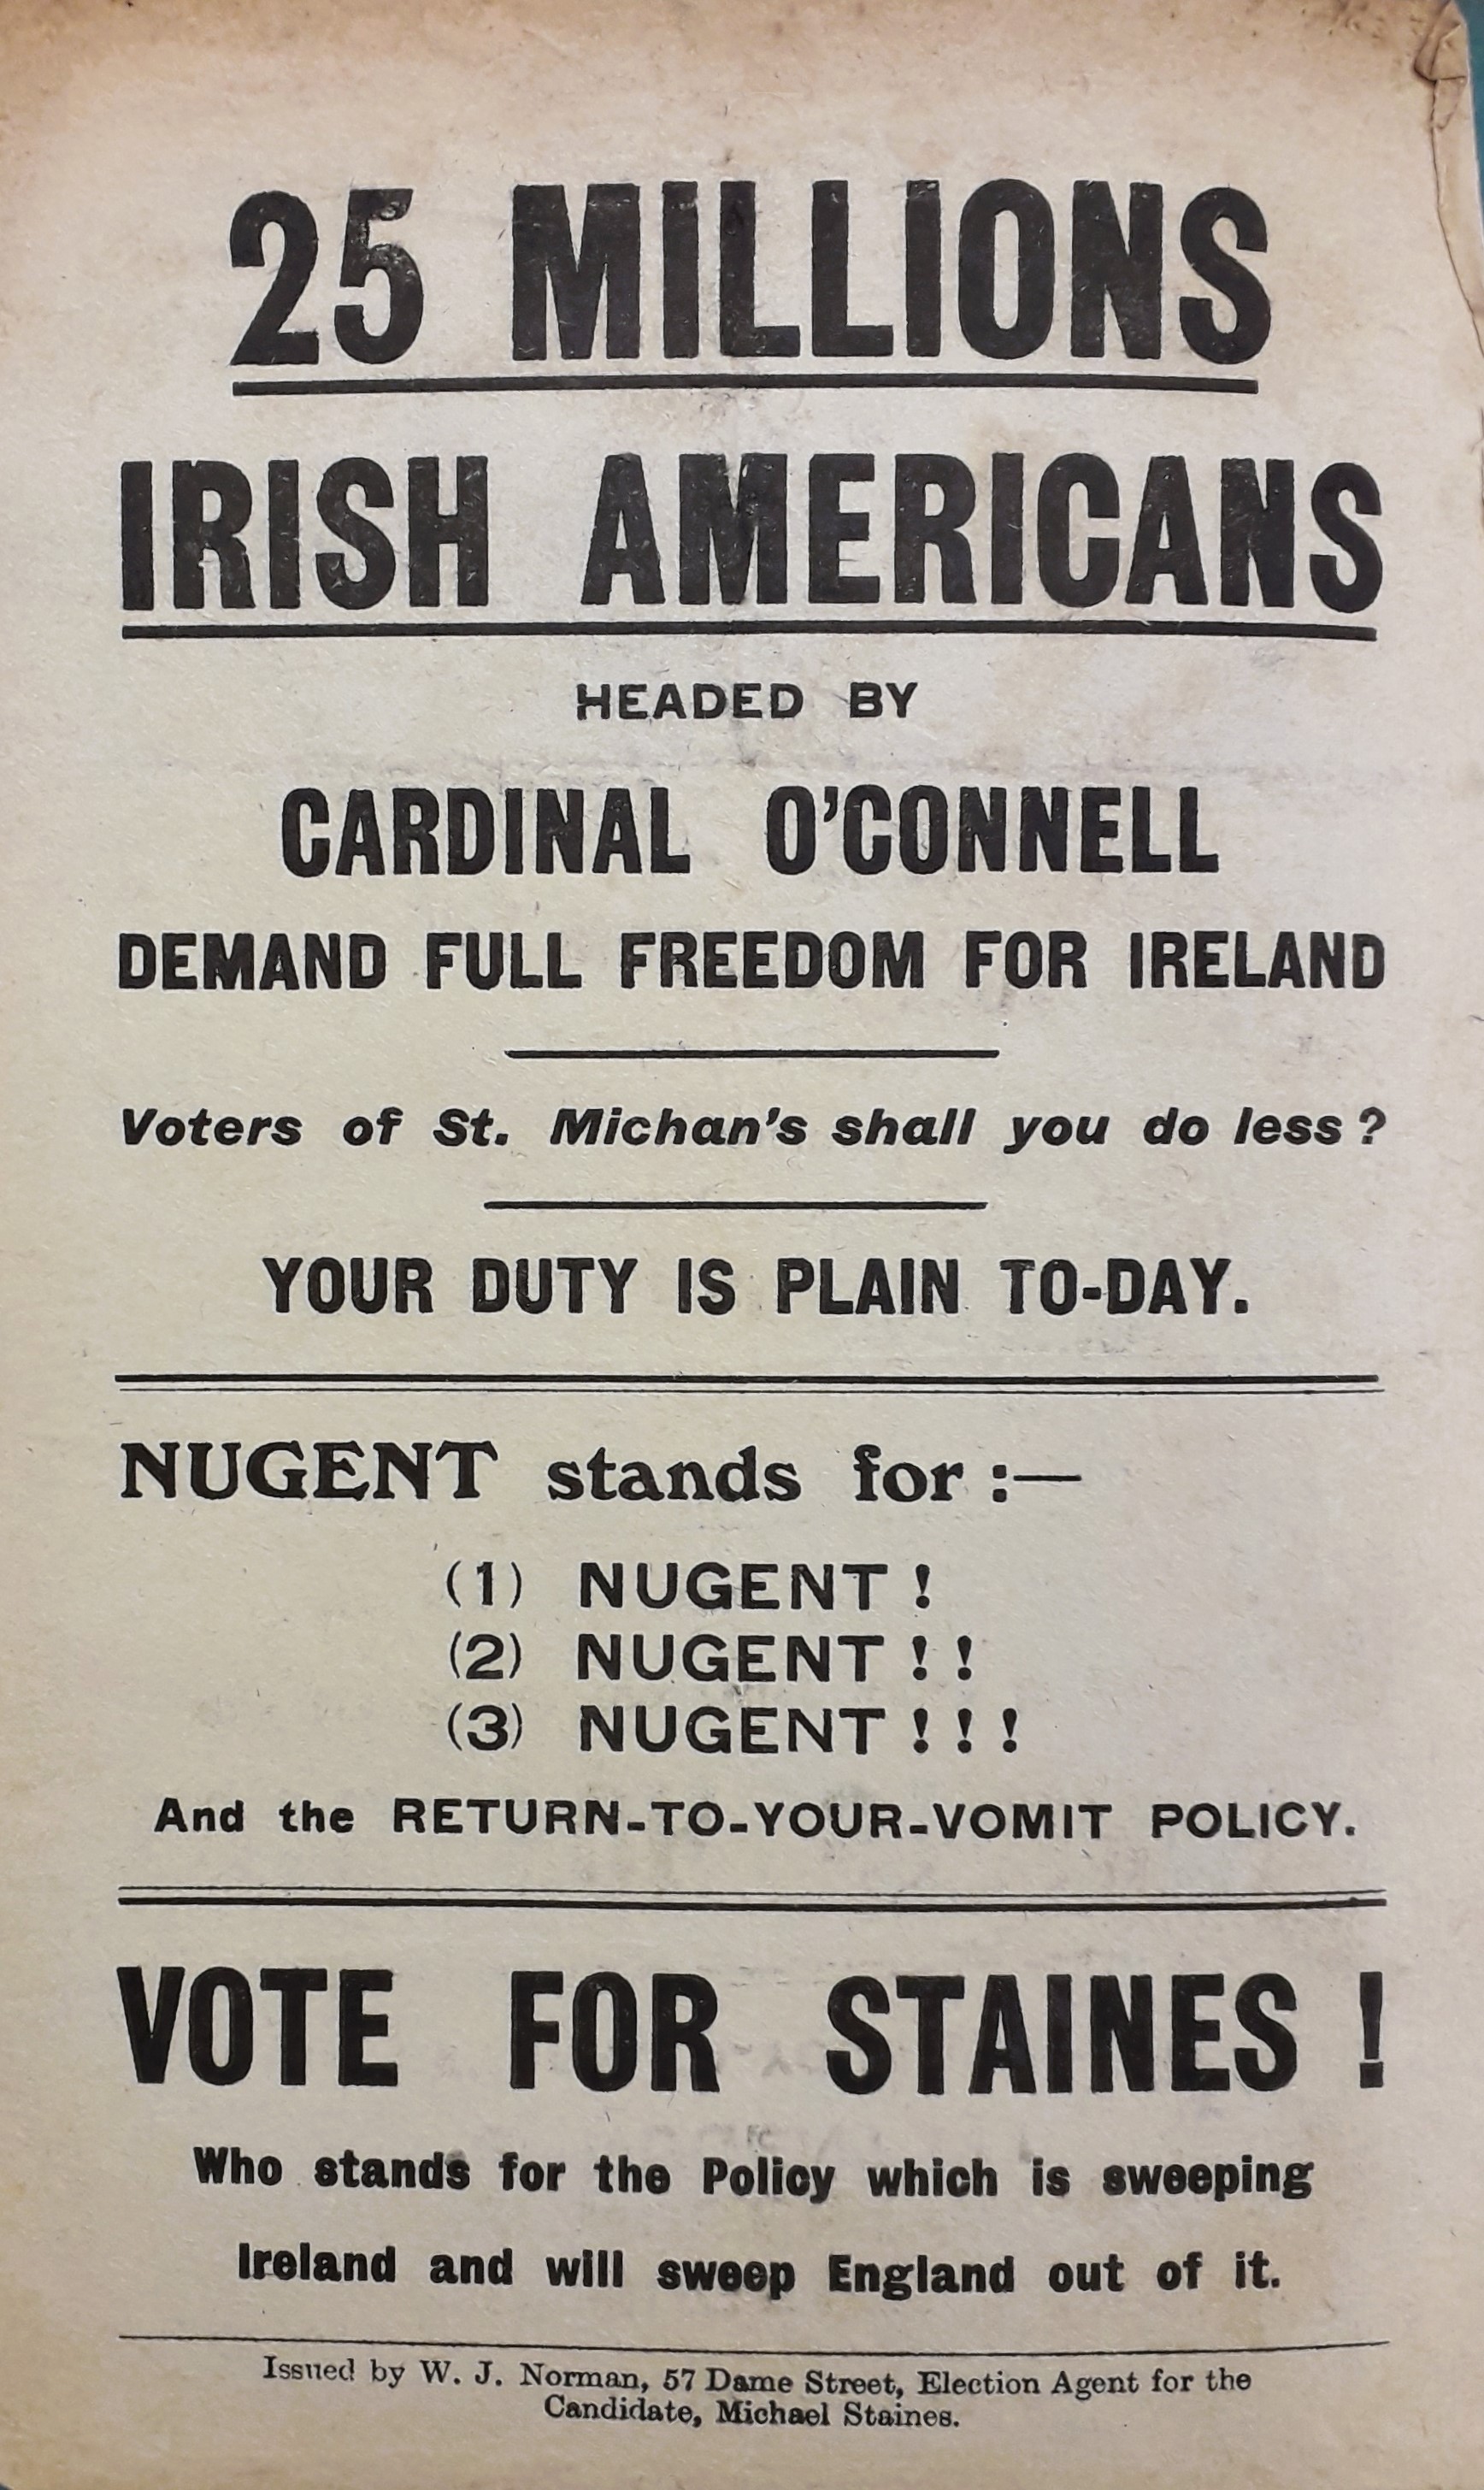 25 MILLIONS
IRISH AMERICANS
HEADED BY
CARDINAL O'CONNELL
DEMAND FULL FREEDOM FOR IRELAND
Voters of St. Michan's shall you do less ?
YOUR DUTY IS PLAIN TO-DAY.
NUGENT stands for :—
(1) NUGENT !
(2) NUGENT ! !
(3) NUGENT ! ! !
And the RETURN-TO-YOUR-VOMIT POLICY.
VOTE FOR STAINES !
Who stands for the Policy which is sweeping
Ireland and will sweep England out of it.
Issued by W. J. Norman, 57 Dame Street, Election Agent for the
Candidate, Michael Staines.